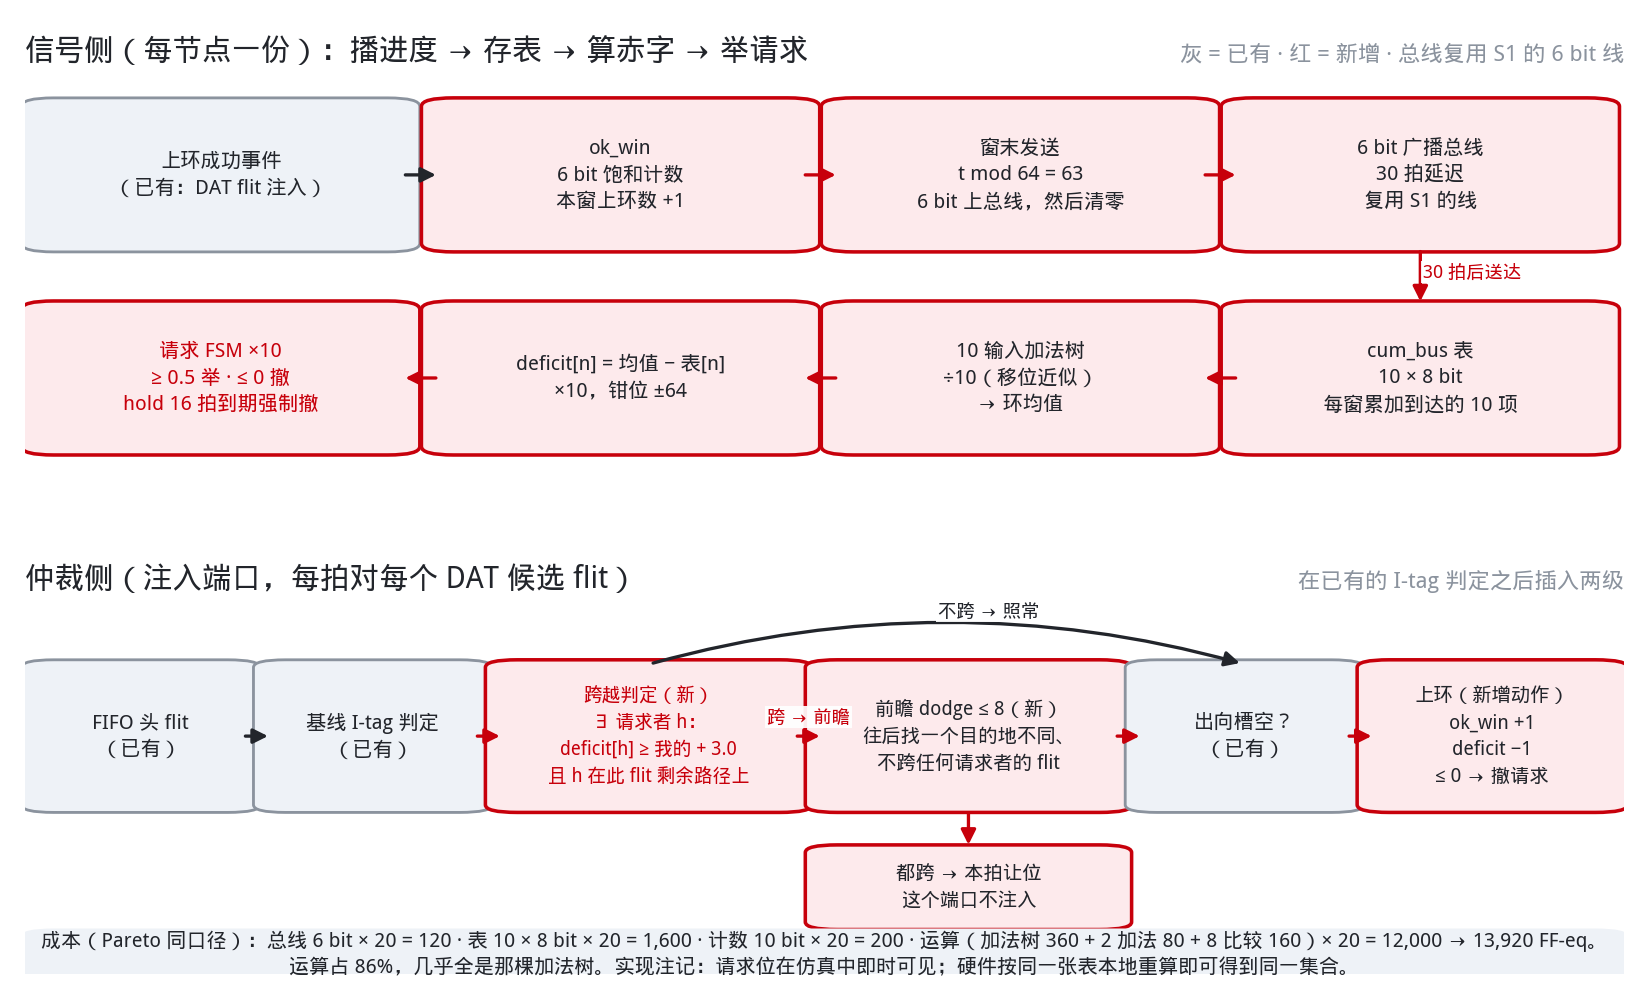 信号侧（每节点一份）：播进度 → 存表 → 算赤字 → 举请求
灰 = 已有 · 红 = 新增 · 总线复用 S1 的 6 bit 线
上环成功事件
（已有：DAT flit 注入）
ok_win
6 bit 饱和计数
本窗上环数 +1
窗末发送
t mod 64 = 63
6 bit 上总线，然后清零
6 bit 广播总线
30 拍延迟
复用 S1 的线
30 拍后送达
请求 FSM ×10
≥ 0.5 举 · ≤ 0 撤
hold 16 拍到期强制撤
deficit[n] = 均值 − 表[n]
×10，钳位 ±64
10 输入加法树
÷10（移位近似）
→ 环均值
cum_bus 表
10 × 8 bit
每窗累加到达的 10 项
仲裁侧（注入端口，每拍对每个 DAT 候选 flit）
在已有的 I-tag 判定之后插入两级
不跨 → 照常
FIFO 头 flit
（已有）
基线 I-tag 判定
（已有）
跨越判定（新）
∃ 请求者 h：
deficit[h] ≥ 我的 + 3.0
且 h 在此 flit 剩余路径上
跨 → 前瞻
前瞻 dodge ≤ 8（新）
往后找一个目的地不同、
不跨任何请求者的 flit
出向槽空？
（已有）
上环（新增动作）
ok_win +1
deficit −1
≤ 0 → 撤请求
都跨 → 本拍让位
这个端口不注入
成本（Pareto 同口径）：总线 6 bit × 20 = 120 · 表 10 × 8 bit × 20 = 1,600 · 计数 10 bit × 20 = 200 · 运算（加法树 360 + 2 加法 80 + 8 比较 160）× 20 = 12,000 → 13,920 FF-eq。
运算占 86%，几乎全是那棵加法树。实现注记：请求位在仿真中即时可见；硬件按同一张表本地重算即可得到同一集合。